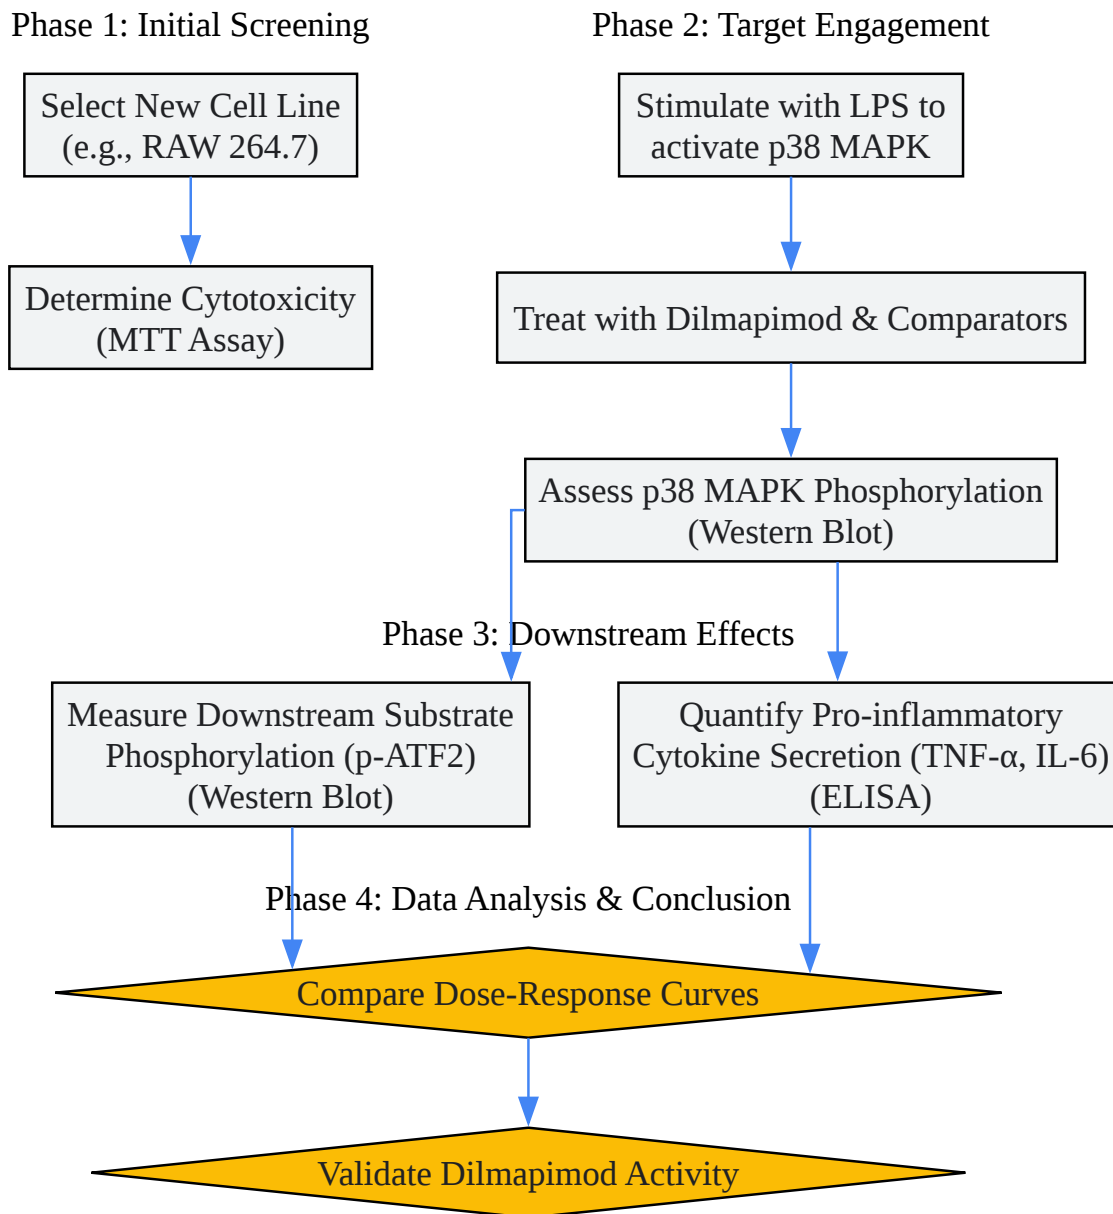 Phase 1: Initial Screening
Select New Cell Line
(e.g., RAW 264.7)
Determine Cytotoxicity
(MTT Assay)
Phase 2: Target Engagement
Stimulate with LPS to
activate p38 MAPK
Treat with Dilmapimod & Comparators
Assess p38 MAPK Phosphorylation
(Western Blot)
Phase 3: Downstream Effects
Measure Downstream Substrate
Phosphorylation (p-ATF2)
(Western Blot)
Quantify Pro-inflammatory
Cytokine Secretion (TNF-α, IL-6)
(ELISA)
Phase 4: Data Analysis & Conclusion
Compare Dose-Response Curves
Validate Dilmapimod Activity